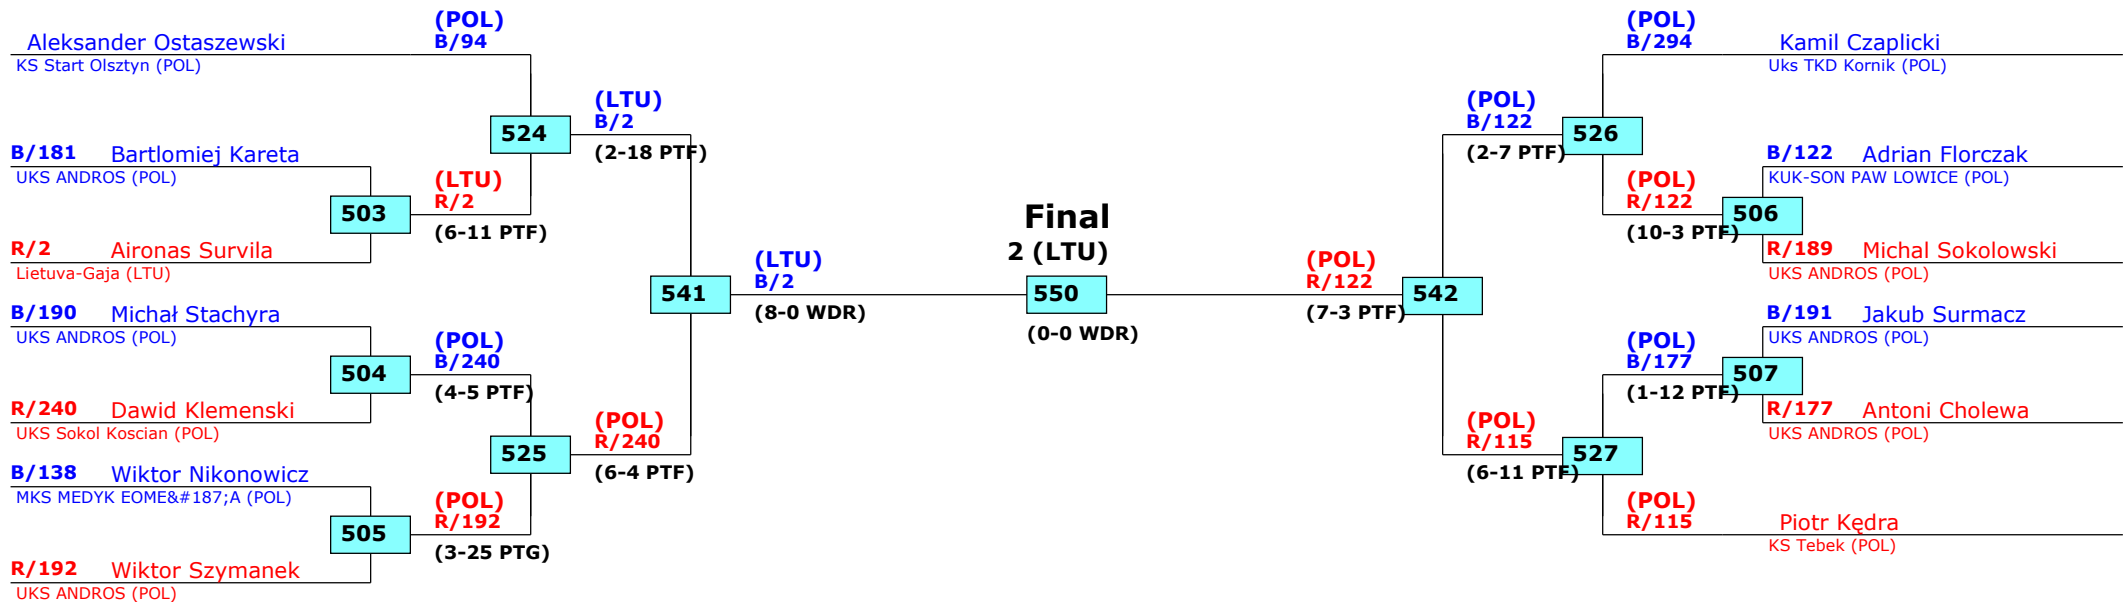 (POL)
B/94
Aleksander Ostaszewski
KS Start Olsztyn (POL)
B/181 Bartlomiej Kareta
UKS ANDROS (POL)
503
R/2 Aironas Survila
Lietuva-Gaja (LTU)
(LTU)
R/2
(6-11 PTF)
524
(LTU)
B/2
(2-18 PTF)
B/190 Michał Stachyra
UKS ANDROS (POL)
504
R/240 Dawid Klemenski
UKS Sokol Koscian (POL)
(POL)
B/240
(4-5 PTF)
B/138 Wiktor Nikonowicz
MKS MEDYK EOME&#187;A (POL)
505
R/192 Wiktor Szymanek
UKS ANDROS (POL)
(POL)
R/192
(3-25 PTG)
525
(POL)
R/240
(6-4 PTF)
541
(LTU)
B/2
(8-0 WDR)
Final
2 (LTU)
550
(0-0 WDR)
(POL)
R/122
(7-3 PTF)
542
(POL)
B/122
(2-7 PTF)
526
(POL)
B/294
Kamil Czaplicki
Uks TKD Kornik (POL)
(POL)
R/122
(10-3 PTF)
506
B/122 Adrian Florczak
KUK-SON PAW LOWICE (POL)
R/189 Michal Sokolowski
UKS ANDROS (POL)
(POL)
R/115
(6-11 PTF)
527
(POL)
B/177
(1-12 PTF)
507
B/191 Jakub Surmacz
UKS ANDROS (POL)
R/177 Antoni Cholewa
UKS ANDROS (POL)
(POL)
R/115
Piotr Kędra
KS Tebek (POL)